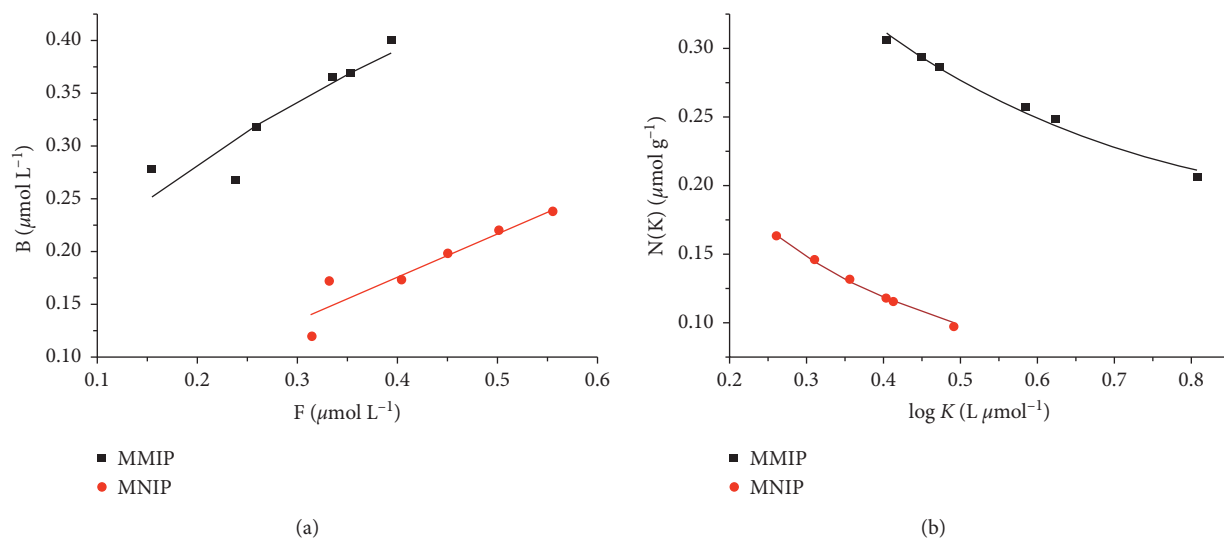 0.40
0.35
0.30
0.25
0.20
0.15
0.10
B (μmol L−1)
0.1 0.2 0.3 0.4 0.5 0.6
F (μmol L−1)
MMIP
MNIP
(a)
0.30
0.25
0.20
0.15
0.10
N(K) (μmol g−1)
0.2 0.3 0.4 0.5 0.6 0.7 0.8
log K (L μmol−1)
MMIP
MNIP
(b)